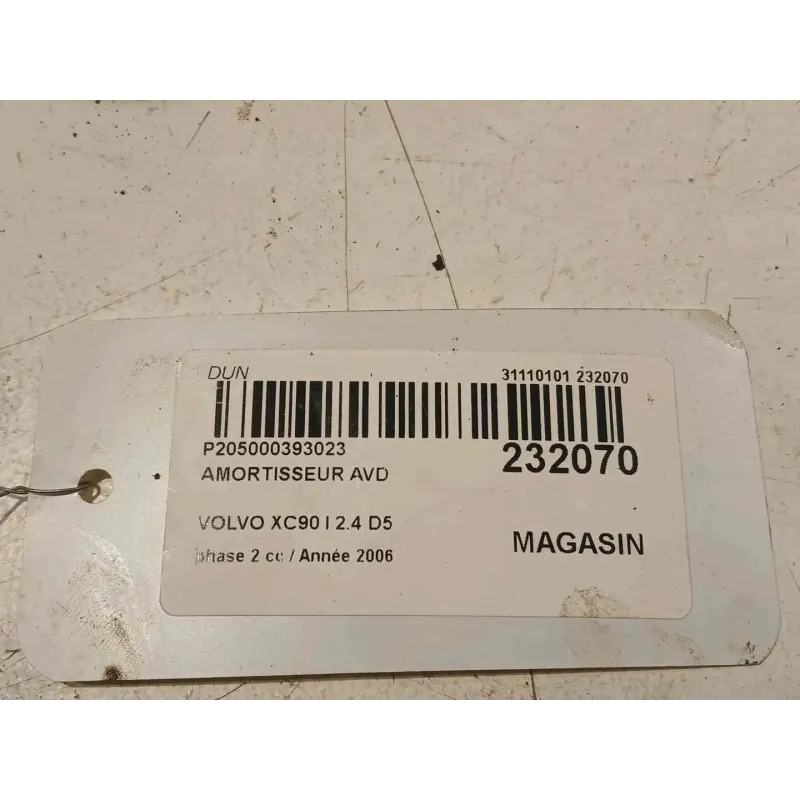 DUN
31110101 232070
P205000393023
232070
AMORTISSEUR AVD
VOLVO XC90 I 2.4 D5
MAGASIN
phase 2 cc / Année 2006